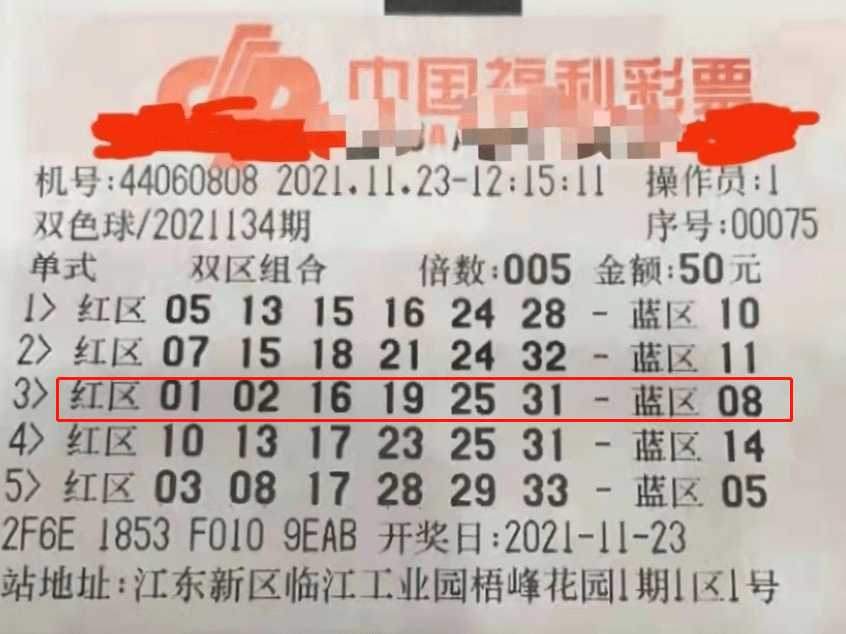 中国福利彩票
机号:44060808 2021.11.23-12:15:11 操作员:1
双色球/2021134期 序号:00075
单式 双区组合 倍数:005 金额:50元
1> 红区 05 13 15 16 24 28 - 蓝区 10
2> 红区 07 15 18 21 24 32 - 蓝区 11
3> 红区 01 02 16 19 25 31 - 蓝区 08
4> 红区 10 13 17 23 25 31 - 蓝区 14
5> 红区 03 08 17 28 29 33 - 蓝区 05
2F6E 1853 F010 9EAB 开奖日:2021-11-23
站地址:江东新区临江工业园梧峰花园1期1区1号